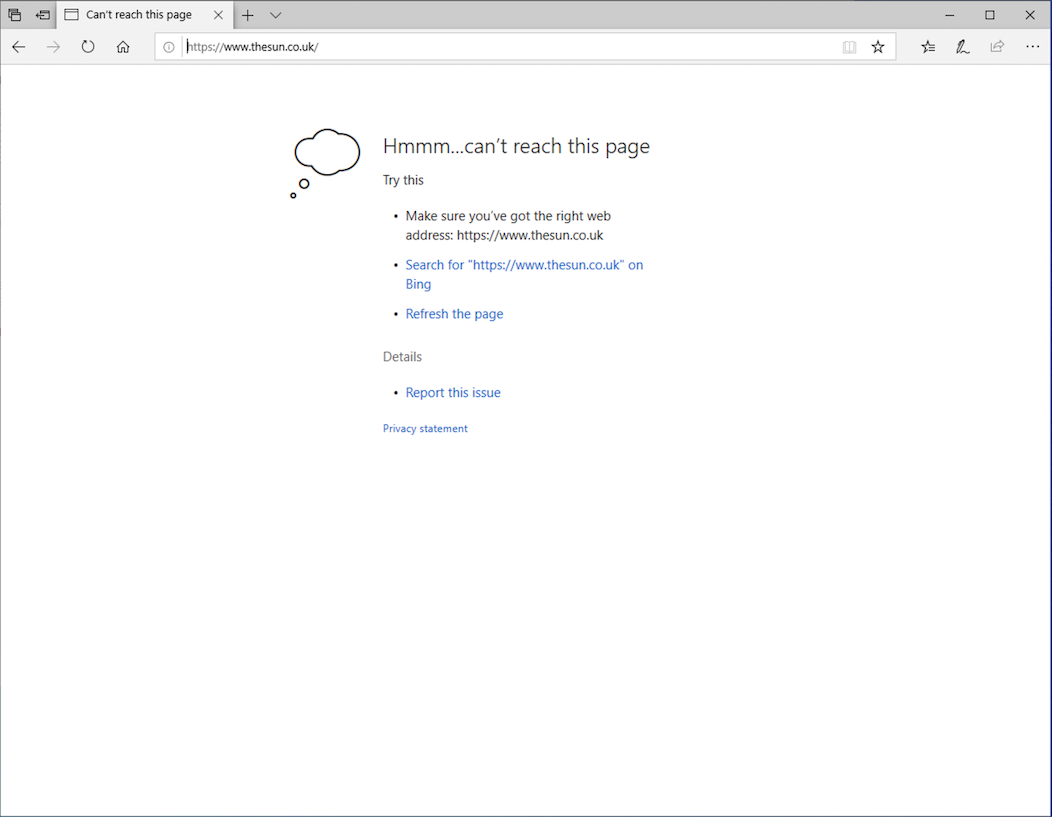 Can't reach this page
https://www.thesun.co.uk/
Hmmm...can't reach this page
Try this
• Make sure you've got the right web
address: https://www.thesun.co.uk
• Search for "https://www.thesun.co.uk" on
Bing
• Refresh the page
Details
• Report this issue
Privacy statement